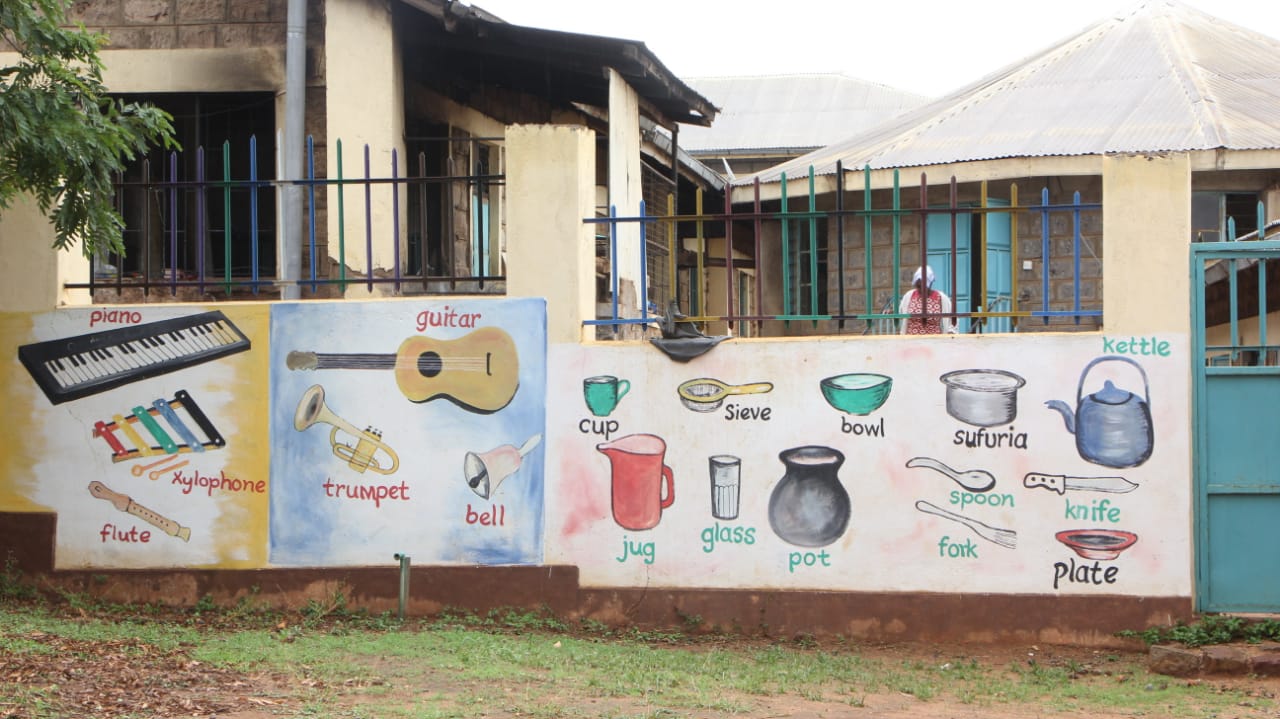 piano
guitar
xylophone
trumpet
flute
bell
kettle
cup
Sieve
bowl
sufuria
spoon
knife
jug
glass
pot
fork
plate